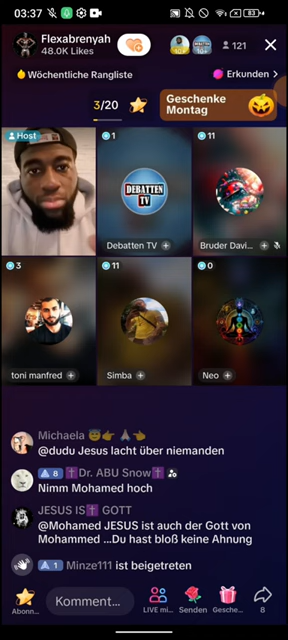 03:37
83
Flexabrenyah
48.0K Likes
10+
10+
121
Wöchentliche Rangliste
Erkunden
3/20
Geschenke
Montag
Host
1
11
DEBATTEN
TV
Debatten TV
Bruder Davi...
3
11
0
toni manfred
Simba
Neo
Michaela
@dudu Jesus lacht über niemanden
8 Dr. ABU Snow
Nimm Mohamed hoch
JESUS IS GOTT
@Mohamed JESUS ist auch der Gott von
Mohammed ...Du hast bloß keine Ahnung
1 Minze111 ist beigetreten
Abonn...
Komment...
LIVE mi...
Senden
Gesche...
8